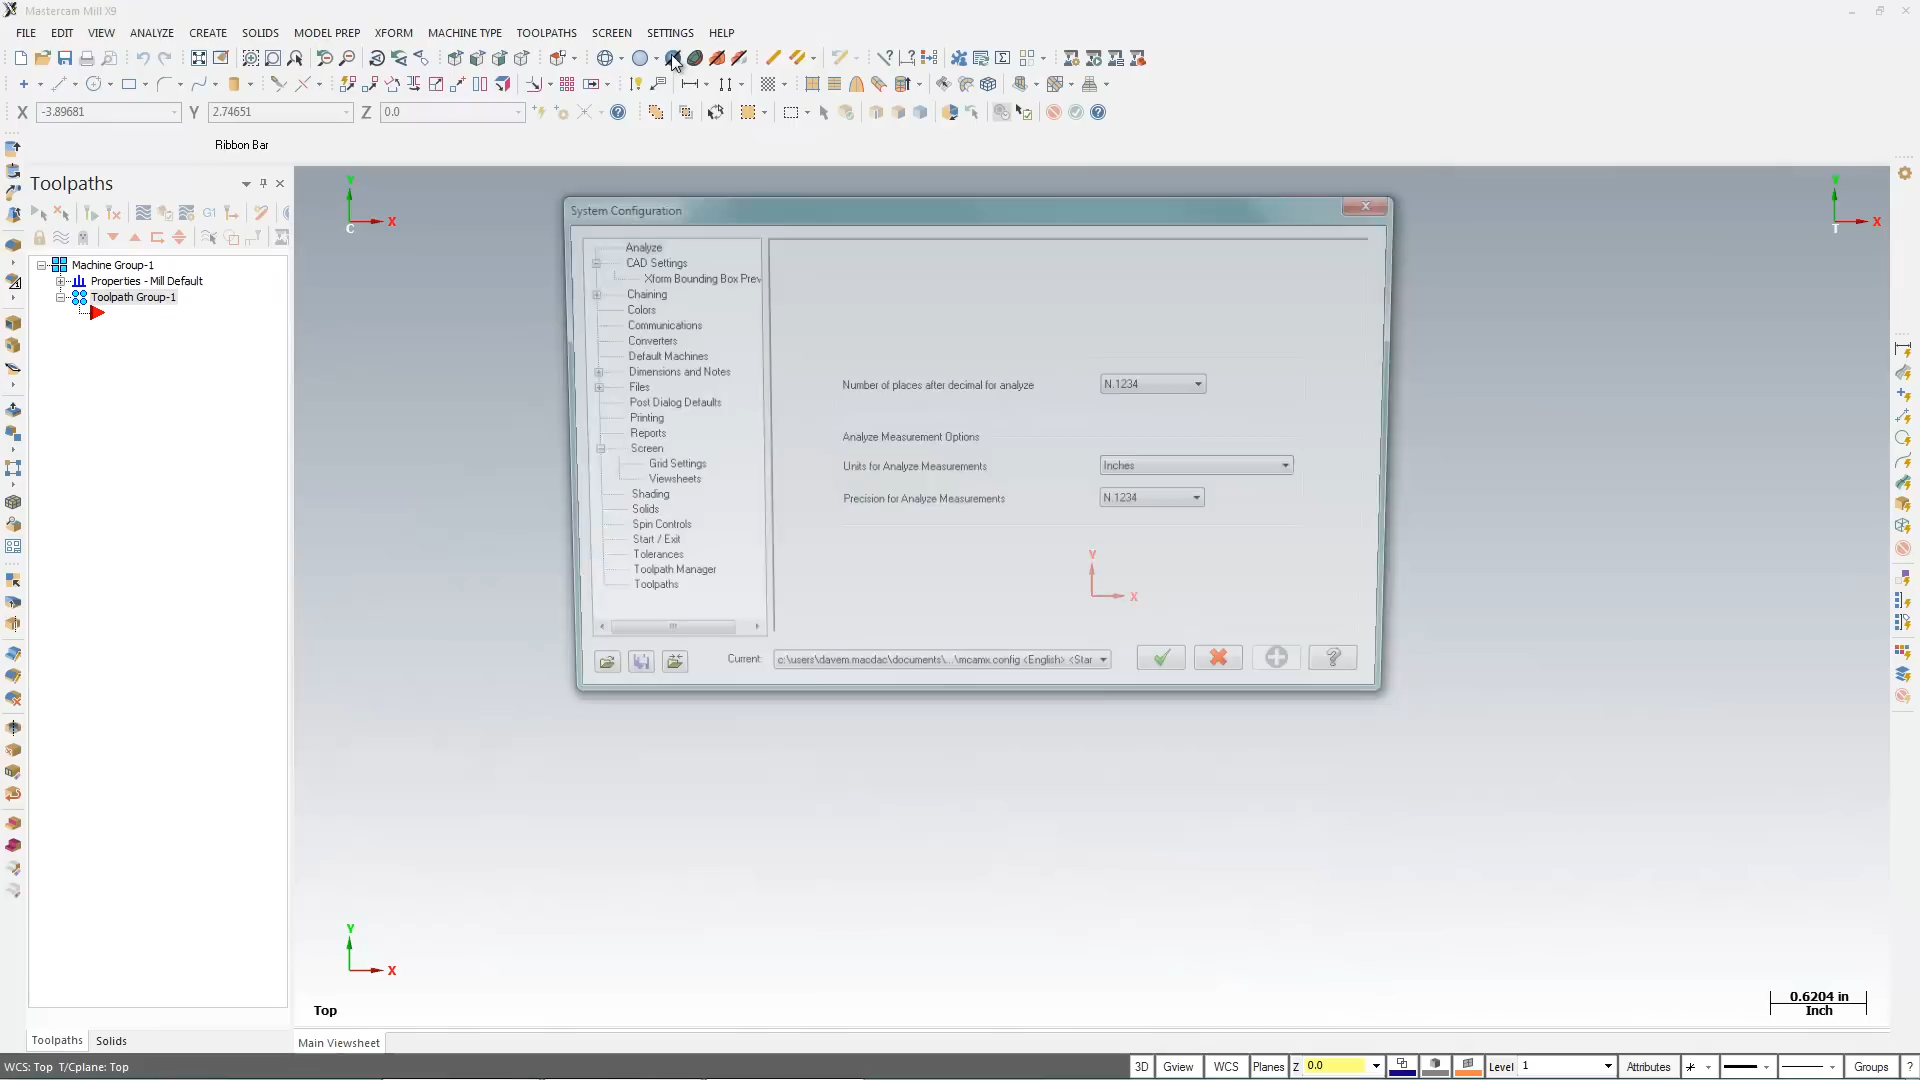 Mastercam Mill X9
FILE EDIT VIEW ANALYZE CREATE SOLIDS MODEL PREP XFORM MACHINE TYPE TOOLPATHS SCREEN SETTINGS HELP
G1
X -3.89681 Y 2.74651 Z 0.0
Ribbon Bar
Toolpaths
Machine Group-1
Properties - Mill Default
Toolpath Group-1
Y
X
C
Y
X
T
System Configuration
Analyze
CAD Settings
Xform Bounding Box Prev
Chaining
Colors
Communications
Converters
Default Machines
Dimensions and Notes
Files
Post Dialog Defaults
Printing
Reports
Screen
Grid Settings
Viewsheets
Shading
Solids
Spin Controls
Start / Exit
Tolerances
Toolpath Manager
Toolpaths
Number of places after decimal for analyze N.1234
Analyze Measurement Options
Units for Analyze Measurements Inches
Precision for Analyze Measurements N.1234
Y
X
Current: c:\users\davem.macdac\documents\...\mcamx.config <English> <Star
Y
X
Top
0.6204 in
Inch
Toolpaths Solids
Main Viewsheet
WCS: Top T/Cplane: Top
3D Gview WCS Planes Z 0.0 Level 1 Attributes Groups ?